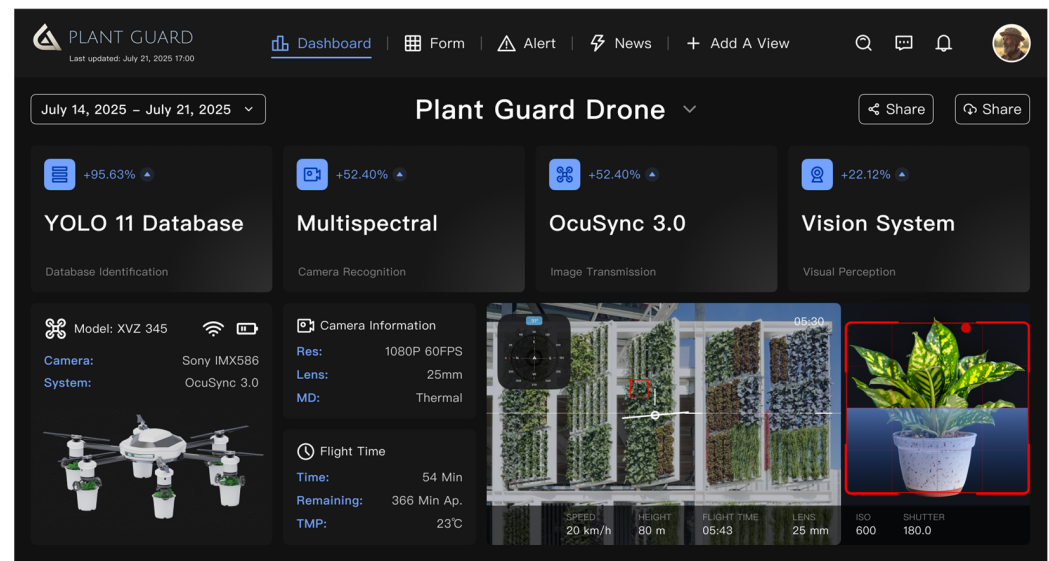 PLANT GUARD
Last updated: July 21, 2025 17:00
Dashboard
Form
Alert
News
Add A View
July 14, 2025 – July 21, 2025
Plant Guard Drone
Share
Share
+95.63%
YOLO 11 Database
Database Identification
+52.40%
Multispectral
Camera Recognition
+52.40%
OcuSync 3.0
Image Transmission
+22.12%
Vision System
Visual Perception
Model: XVZ 345
Camera: Sony IMX586
System: OcuSync 3.0
Camera Information
Res: 1080P 60FPS
Lens: 25mm
MD: Thermal
Flight Time
Time: 54 Min
Remaining: 366 Min Ap.
TMP: 23℃
05:30
SPEED
20 km/h
HEIGHT
80 m
FLIGHT TIME
05:43
LENS
25 mm
ISO
600
SHUTTER
180.0